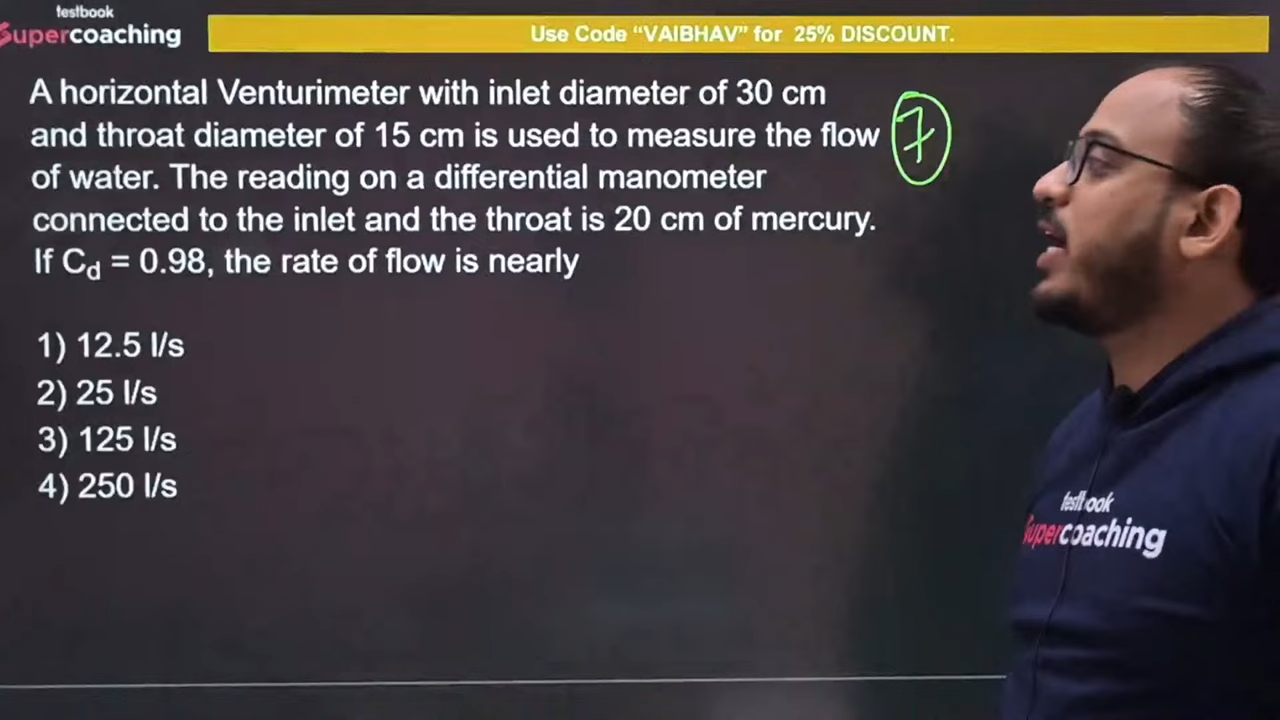 testbook
Supercoaching
Use Code “VAIBHAV” for 25% DISCOUNT.
A horizontal Venturimeter with inlet diameter of 30 cm
and throat diameter of 15 cm is used to measure the flow
of water. The reading on a differential manometer
connected to the inlet and the throat is 20 cm of mercury.
If Cd = 0.98, the rate of flow is nearly
7
1) 12.5 l/s
2) 25 l/s
3) 125 l/s
4) 250 l/s
testbook
Supercoaching